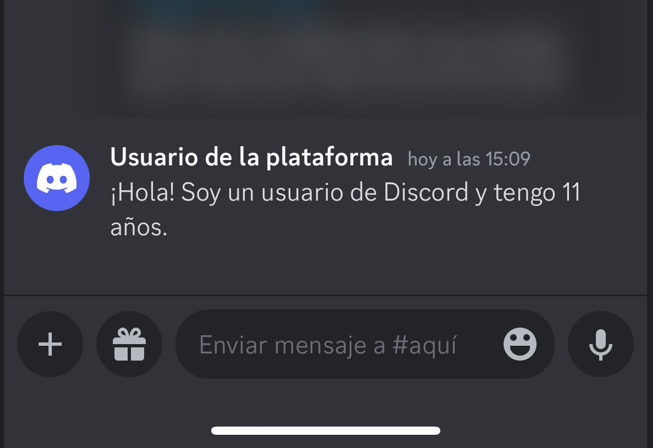 Usuario de la plataforma hoy a las 15:09
¡Hola! Soy un usuario de Discord y tengo 11
años.
Enviar mensaje a #aquí